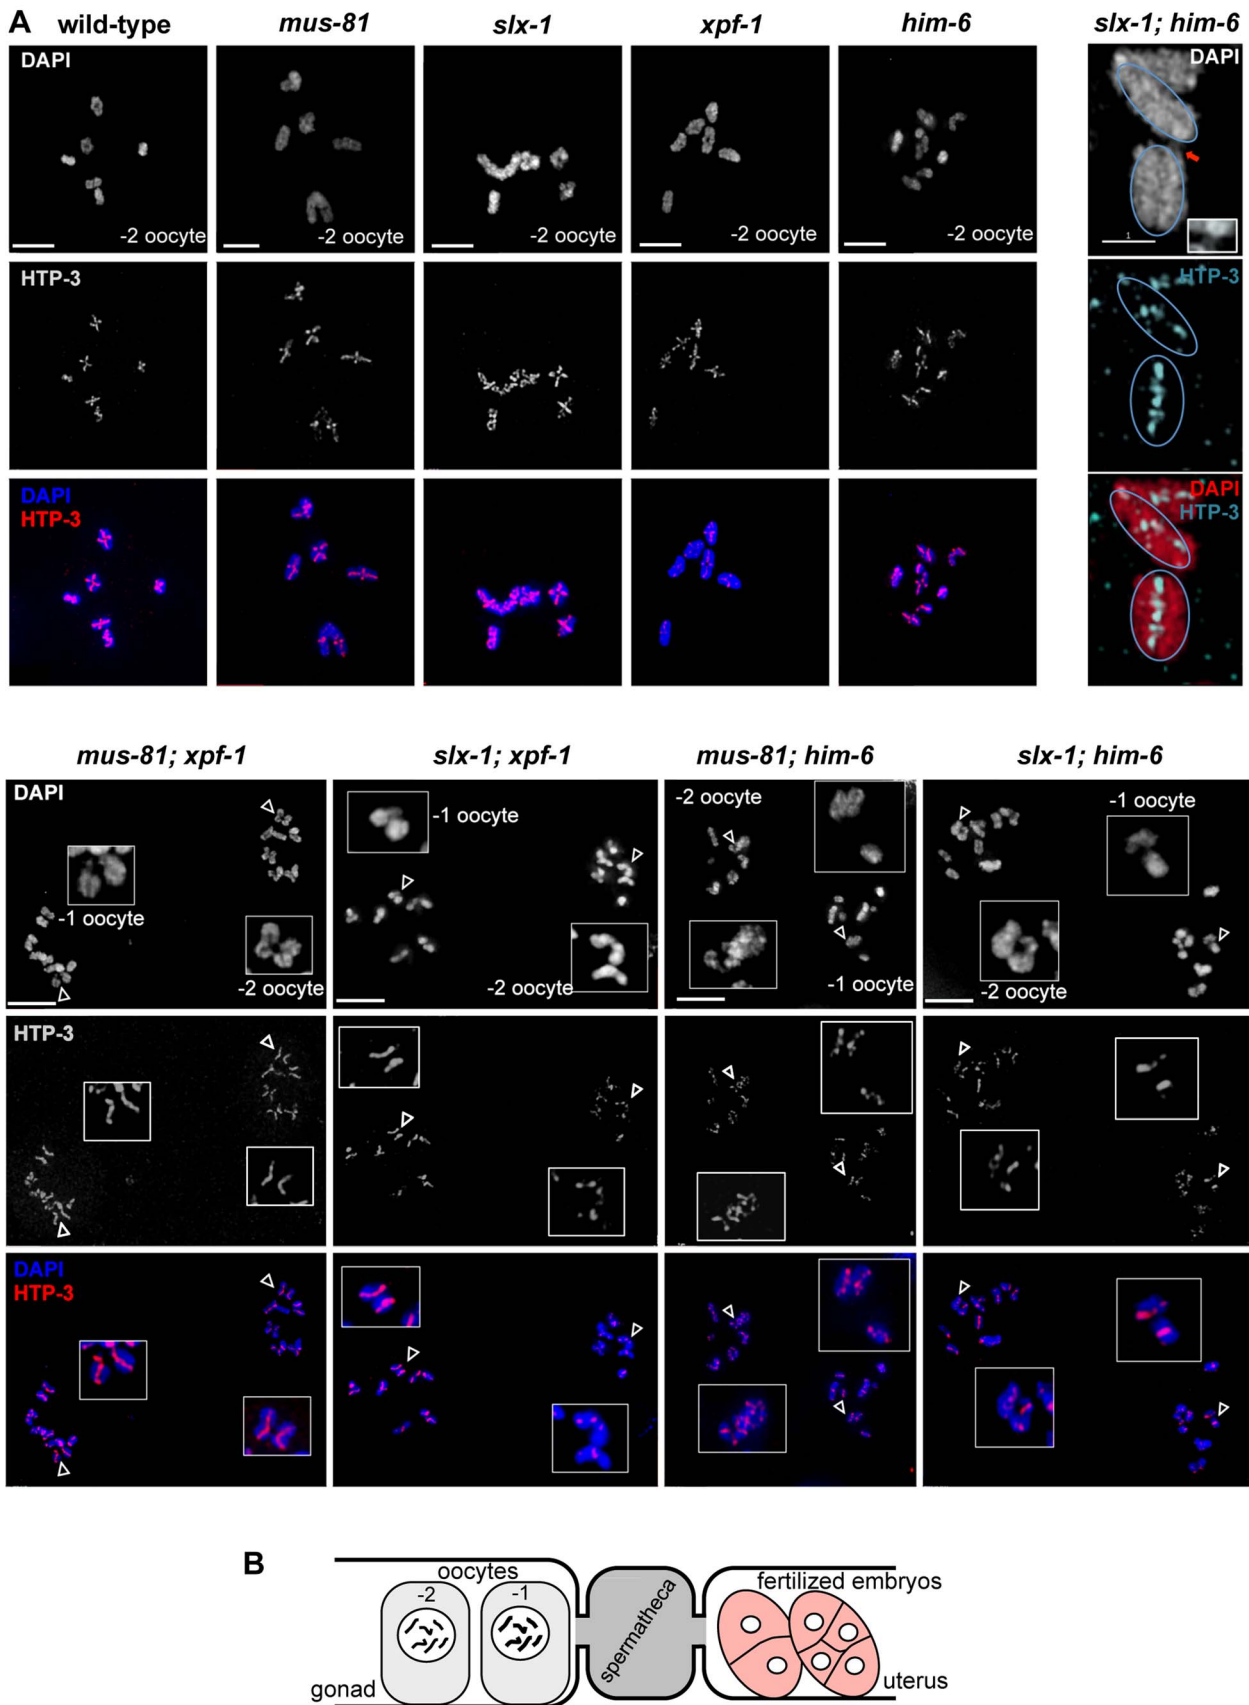 A
wild-type mus-81 slx-1 xpf-1 him-6 slx-1; him-6
DAPI DAPI
-2 oocyte -2 oocyte -2 oocyte -2 oocyte -2 oocyte 1
HTP-3 HTP-3
DAPI DAPI
HTP-3 HTP-3
mus-81; xpf-1 slx-1; xpf-1 mus-81; him-6 slx-1; him-6
DAPI
-1 oocyte
-2 oocyte
-1 oocyte
-2 oocyte
-2 oocyte
-1 oocyte
-1 oocyte
-2 oocyte
HTP-3
DAPI
HTP-3
B
oocytes
-2 -1
spermatheca
fertilized embryos
gonad
uterus